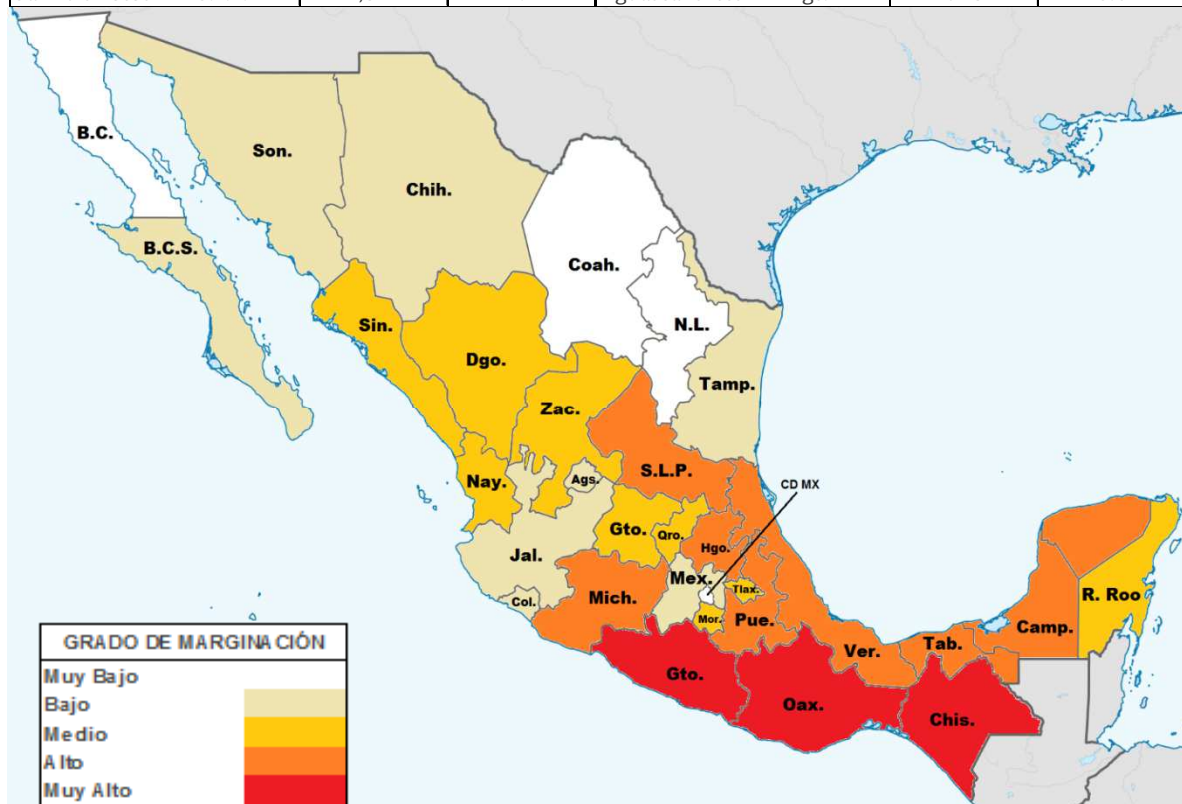 B.C.
Son.
Chih.
B.C.S.
Coah.
Sin.
N.L.
Dgo.
Tamp.
Zac.
S.L.P.
CD MX
Nay.
Ags.
Gto.
Qro.
Hgo.
Jal.
Mex.
Tlax.
R. Roo
Col.
Mich.
Mor.
Pue.
Camp.
Ver.
Tab.
Gto.
Oax.
Chis.
GRADO DE MARGINACIÓN
Muy Bajo
Bajo
Medio
Alto
Muy Alto